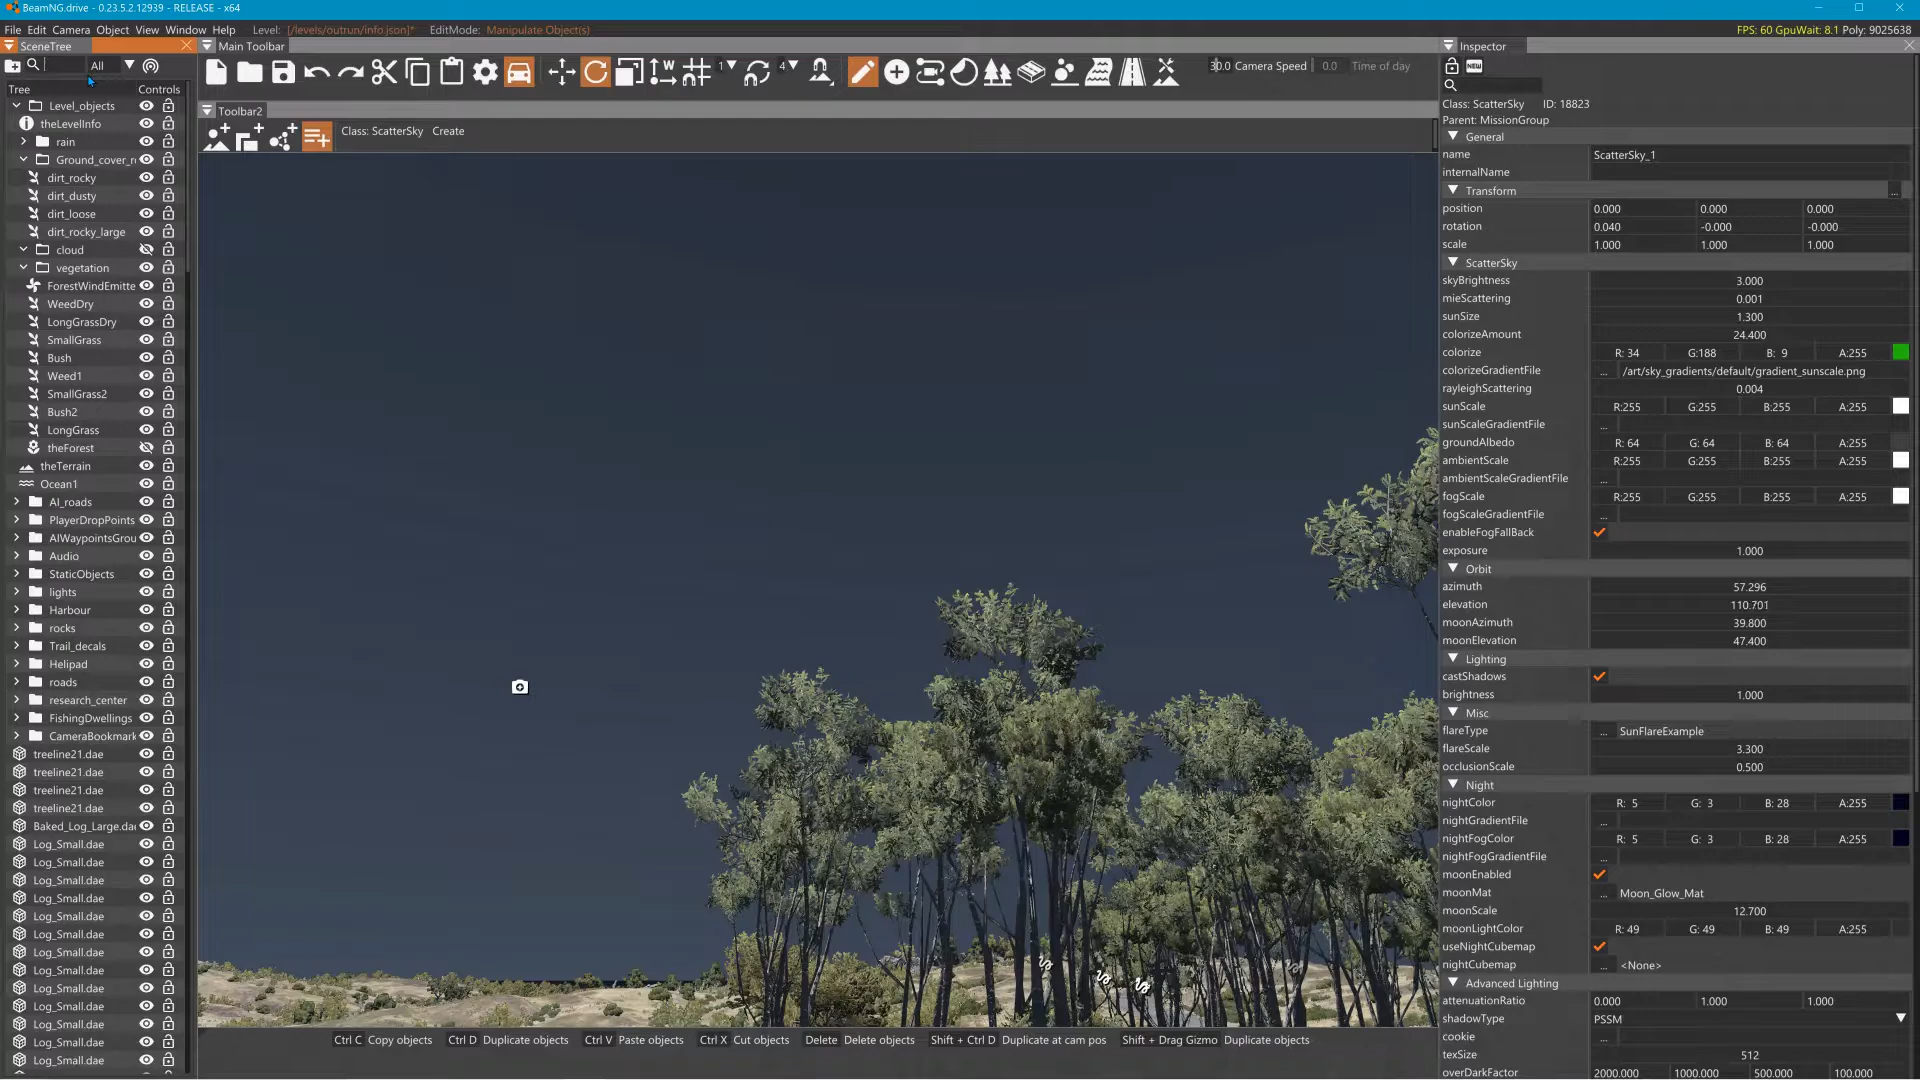 BeamNG.drive - 0.23.5.2.12939 - RELEASE - x64
File Edit Camera Object View Window Help Level: [/levels/outrun/info.json]* EditMode: Manipulate Object(s) FPS: 60 GpuWait: 8.1 Poly: 9025638
SceneTree
All
Tree Controls
Level_objects
theLevelInfo
rain
Ground_cover_r
dirt_rocky
dirt_dusty
dirt_loose
dirt_rocky_large
cloud
vegetation
ForestWindEmitte
WeedDry
LongGrassDry
SmallGrass
Bush
Weed1
SmallGrass2
Bush2
LongGrass
theForest
theTerrain
Ocean1
AI_roads
PlayerDropPoints
AIWaypointsGrou
Audio
StaticObjects
lights
Harbour
rocks
Trail_decals
Helipad
roads
research_center
FishingDwellings
CameraBookmark
treeline21.dae
treeline21.dae
treeline21.dae
treeline21.dae
Baked_Log_Large.dae
Log_Small.dae
Log_Small.dae
Log_Small.dae
Log_Small.dae
Log_Small.dae
Log_Small.dae
Log_Small.dae
Log_Small.dae
Log_Small.dae
Log_Small.dae
Log_Small.dae
Log_Small.dae
Log_Small.dae
Main Toolbar
W 1 4 30.0 Camera Speed 0.0 Time of day
Toolbar2
Class: ScatterSky Create
Ctrl C Copy objects Ctrl D Duplicate objects Ctrl V Paste objects Ctrl X Cut objects Delete Delete objects Shift + Ctrl D Duplicate at cam pos Shift + Drag Gizmo Duplicate objects
Inspector
NEW
Class: ScatterSky ID: 18823
Parent: MissionGroup
General
name ScatterSky_1
internalName
Transform ...
position 0.000 0.000 0.000
rotation 0.040 -0.000 -0.000
scale 1.000 1.000 1.000
ScatterSky
skyBrightness 3.000
mieScattering 0.001
sunSize 1.300
colorizeAmount 24.400
colorize R: 34 G:188 B: 9 A:255
colorizeGradientFile ... /art/sky_gradients/default/gradient_sunscale.png
rayleighScattering 0.004
sunScale R:255 G:255 B:255 A:255
sunScaleGradientFile ...
groundAlbedo R: 64 G: 64 B: 64 A:255
ambientScale R:255 G:255 B:255 A:255
ambientScaleGradientFile ...
fogScale R:255 G:255 B:255 A:255
fogScaleGradientFile ...
enableFogFallBack
exposure 1.000
Orbit
azimuth 57.296
elevation 110.701
moonAzimuth 39.800
moonElevation 47.400
Lighting
castShadows
brightness 1.000
Misc
flareType ... SunFlareExample
flareScale 3.300
occlusionScale 0.500
Night
nightColor R: 5 G: 3 B: 28 A:255
nightGradientFile ...
nightFogColor R: 5 G: 3 B: 28 A:255
nightFogGradientFile ...
moonEnabled
moonMat ... Moon_Glow_Mat
moonScale 12.700
moonLightColor R: 49 G: 49 B: 49 A:255
useNightCubemap
nightCubemap ... <None>
Advanced Lighting
attenuationRatio 0.000 1.000 1.000
shadowType PSSM
cookie ...
texSize 512
overDarkFactor 2000.000 1000.000 500.000 100.000